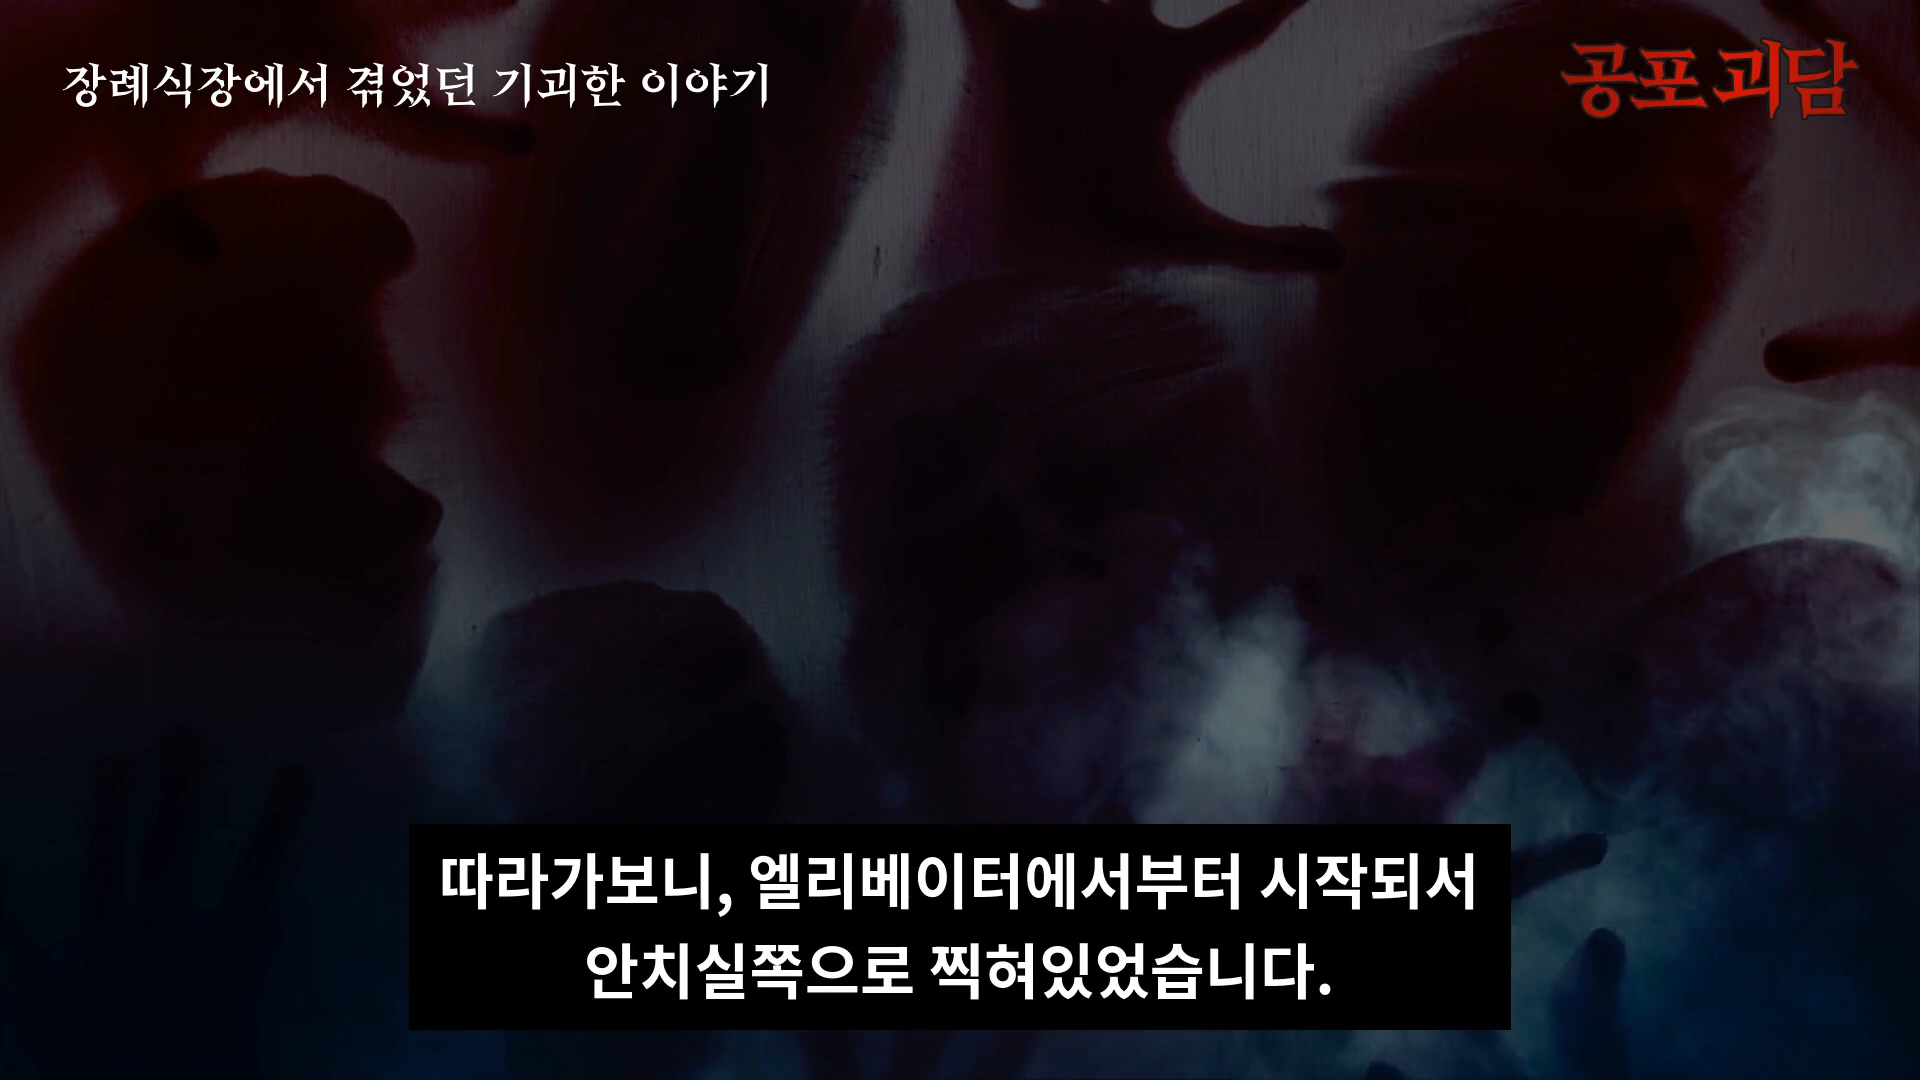 장례식장에서 겪었던 기괴한 이야기
공포 괴담
따라가보니, 엘리베이터에서부터 시작되서
안치실쪽으로 찍혀있었습니다.